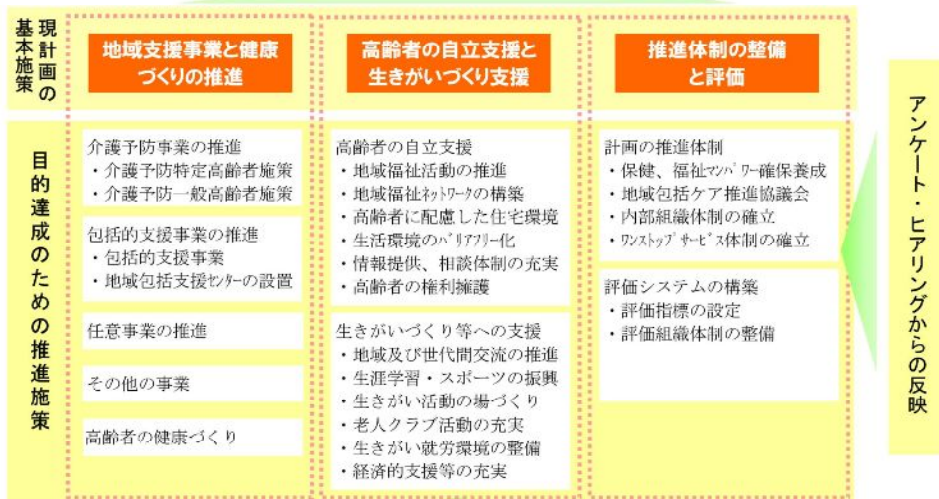 現計画の
基本施策
地域支援事業と健康
づくりの推進
高齢者の自立支援と
生きがいづくり支援
推進体制の整備
と評価
目的達成のための推進施策
介護予防事業の推進
・介護予防特定高齢者施策
・介護予防一般高齢者施策
包括的支援事業の推進
・包括的支援事業
・地域包括支援ｾﾝﾀｰの設置
任意事業の推進
その他の事業
高齢者の健康づくり
高齢者の自立支援
・地域福祉活動の推進
・地域福祉ﾈｯﾄﾜｰｸの構築
・高齢者に配慮した住宅環境
・生活環境のﾊﾞﾘｱﾌﾘｰ化
・情報提供、相談体制の充実
・高齢者の権利擁護
生きがいづくり等への支援
・地域及び世代間交流の推進
・生涯学習・スポーツの振興
・生きがい活動の場づくり
・老人クラブ活動の充実
・生きがい就労環境の整備
・経済的支援等の充実
計画の推進体制
・保健、福祉ﾏﾝﾊﾟﾜｰ確保養成
・地域包括ケア推進協議会
・内部組織体制の確立
・ﾜﾝｽﾄｯﾌﾟｻｰﾋﾞｽ体制の確立
評価システムの構築
・評価指標の設定
・評価組織体制の整備
アンケート・ヒアリングからの反映